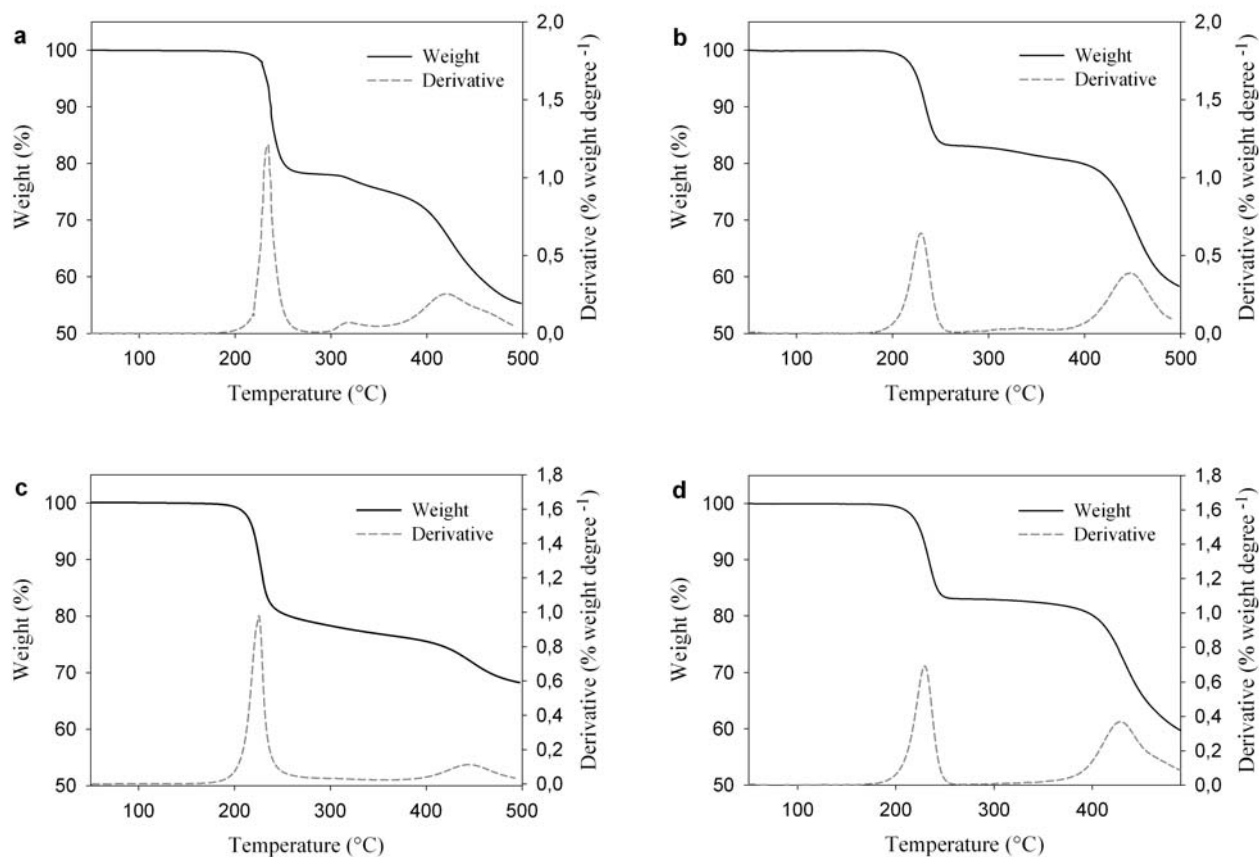 a
Weight
Derivative
Weight (%)
100
90
80
70
60
50
2,0
1,5
1,0
0,5
0,0
Derivative (% weight degree⁻¹)
100 200 300 400 500
Temperature (°C)
b
Weight
Derivative
Weight (%)
100
90
80
70
60
50
2,0
1,5
1,0
0,5
0,0
Derivative (% weight degree⁻¹)
100 200 300 400 500
Temperature (°C)
c
Weight
Derivative
Weight (%)
100
90
80
70
60
50
1,8
1,6
1,4
1,2
1,0
0,8
0,6
0,4
0,2
0,0
Derivative (% weight degree⁻¹)
100 200 300 400 500
Temperature (°C)
d
Weight
Derivative
Weight (%)
100
90
80
70
60
50
1,8
1,6
1,4
1,2
1,0
0,8
0,6
0,4
0,2
0,0
Derivative (% weight degree⁻¹)
100 200 300 400
Temperature (°C)